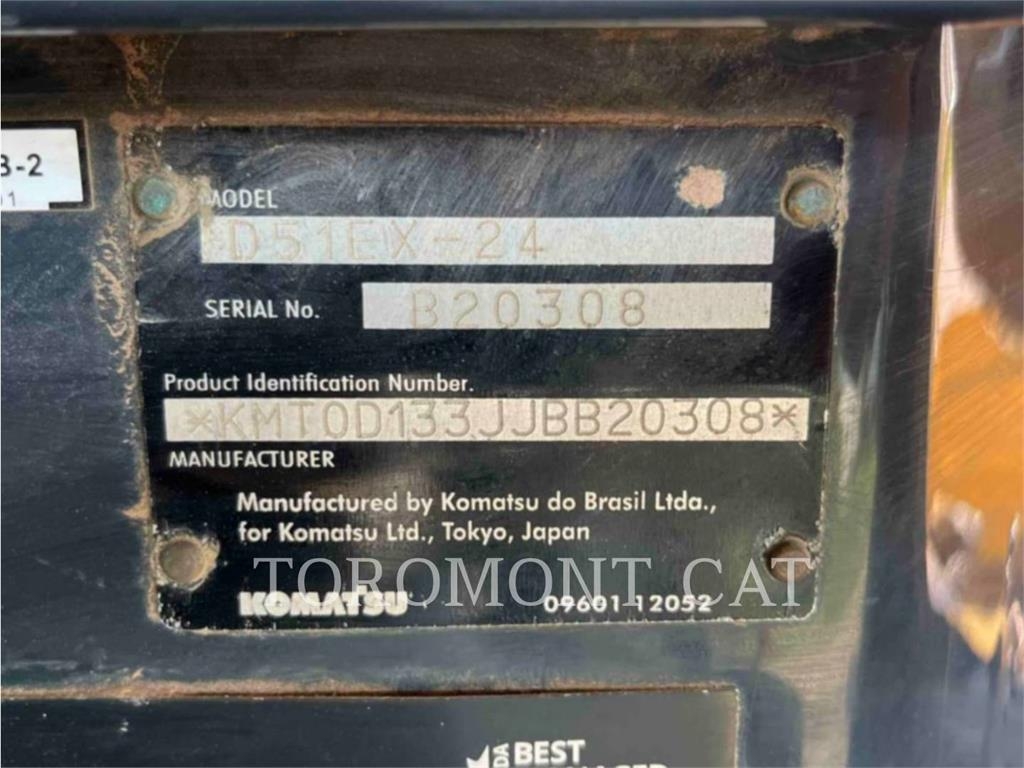 B-2
MODEL
D51EX-24
SERIAL No.
B20308
Product Identification Number.
*KMT0D133JJBB20308*
MANUFACTURER
Manufactured by Komatsu do Brasil Ltda.,
for Komatsu Ltd., Tokyo, Japan
TOROMONT CAT
KOMATSU
09601-12052
BEST